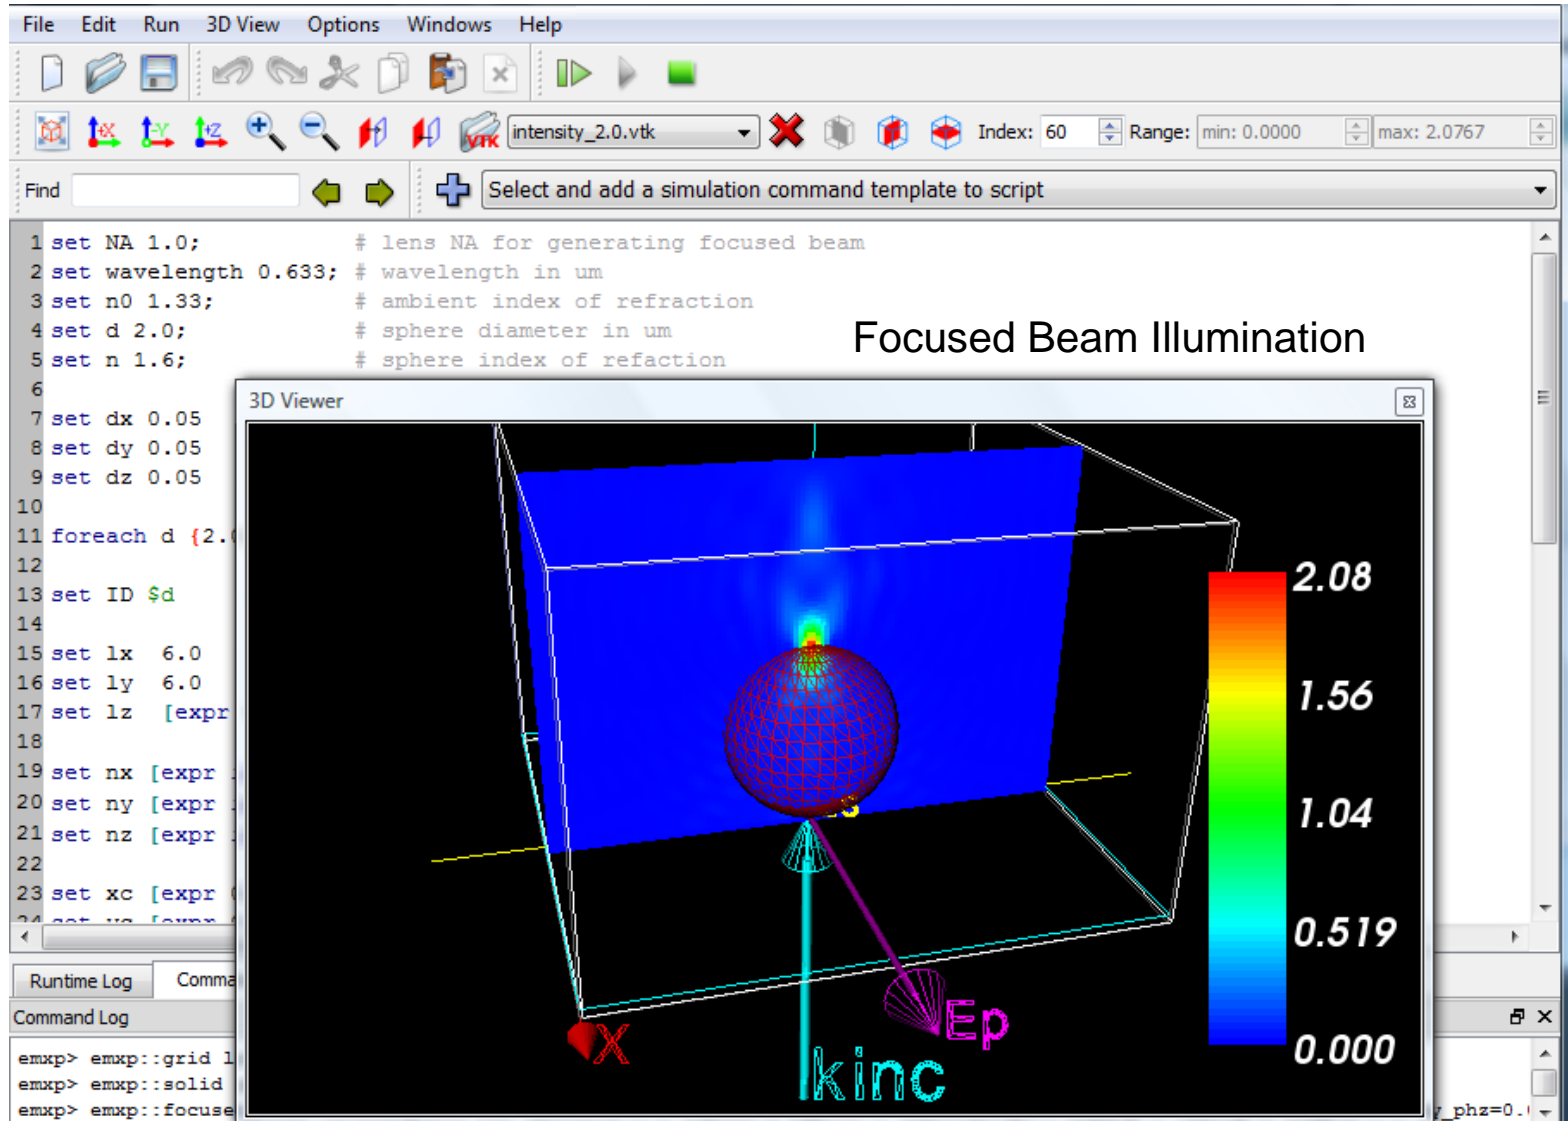 File Edit Run 3D View Options Windows Help
VTK intensity_2.0.vtk Index: 60 Range: min: 0.0000 max: 2.0767
+X -Y +Z
Find Select and add a simulation command template to script
1 set NA 1.0; # lens NA for generating focused beam
2 set wavelength 0.633; # wavelength in um
3 set n0 1.33; # ambient index of refraction
4 set d 2.0; # sphere diameter in um
5 set n 1.6; # sphere index of refaction
6
7 set dx 0.05
8 set dy 0.05
9 set dz 0.05
10
11 foreach d {2.0
12
13 set ID $d
14
15 set lx 6.0
16 set ly 6.0
17 set lz [expr
18
19 set nx [expr
20 set ny [expr
21 set nz [expr
22
23 set xc [expr
24 set yc [expr
Focused Beam Illumination
3D Viewer
2.08
1.56
1.04
0.519
0.000
X
Ep
kinc
Runtime Log Comma
Command Log
emxp> emxp::grid l
emxp> emxp::solid
emxp> emxp::focuse
y_phz=0.